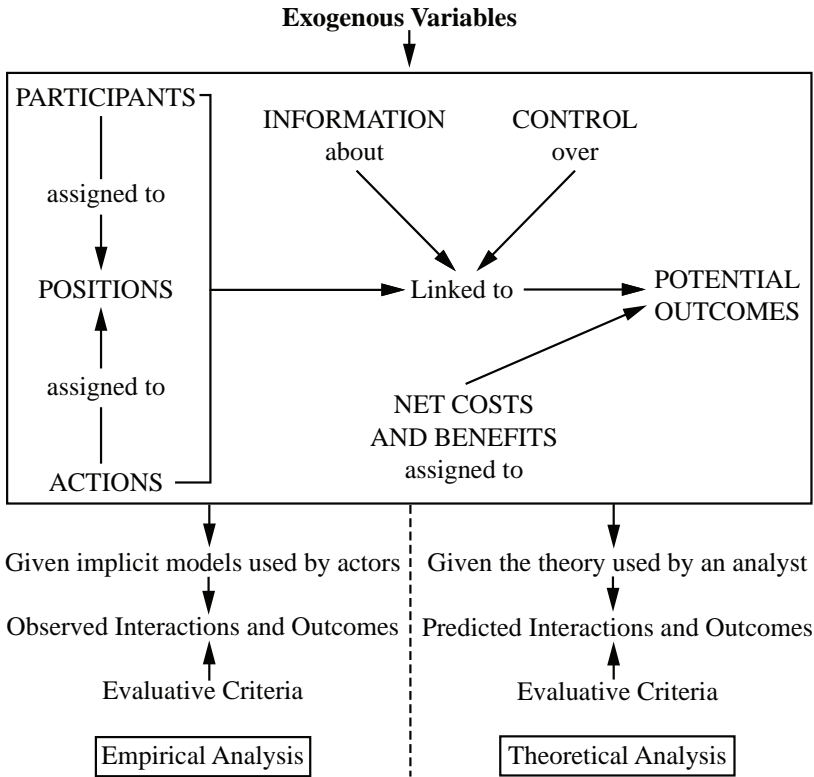 Exogenous Variables
PARTICIPANTS
assigned to
POSITIONS
assigned to
ACTIONS
INFORMATION
about
CONTROL
over
Linked to
POTENTIAL
OUTCOMES
NET COSTS
AND BENEFITS
assigned to
Given implicit models used by actors
Observed Interactions and Outcomes
Evaluative Criteria
Empirical Analysis
Given the theory used by an analyst
Predicted Interactions and Outcomes
Evaluative Criteria
Theoretical Analysis